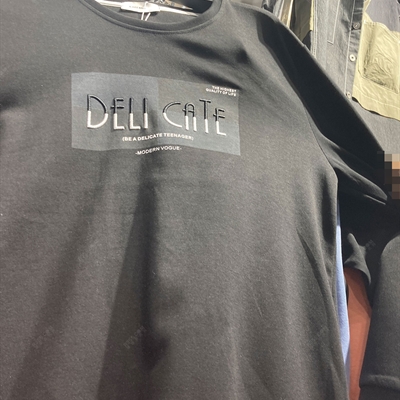 THE HIGHEST
QUALITY OF LIFE
DELI CATE
(BE A DELICATE TEENAGER)
-MODERN VOGUE-